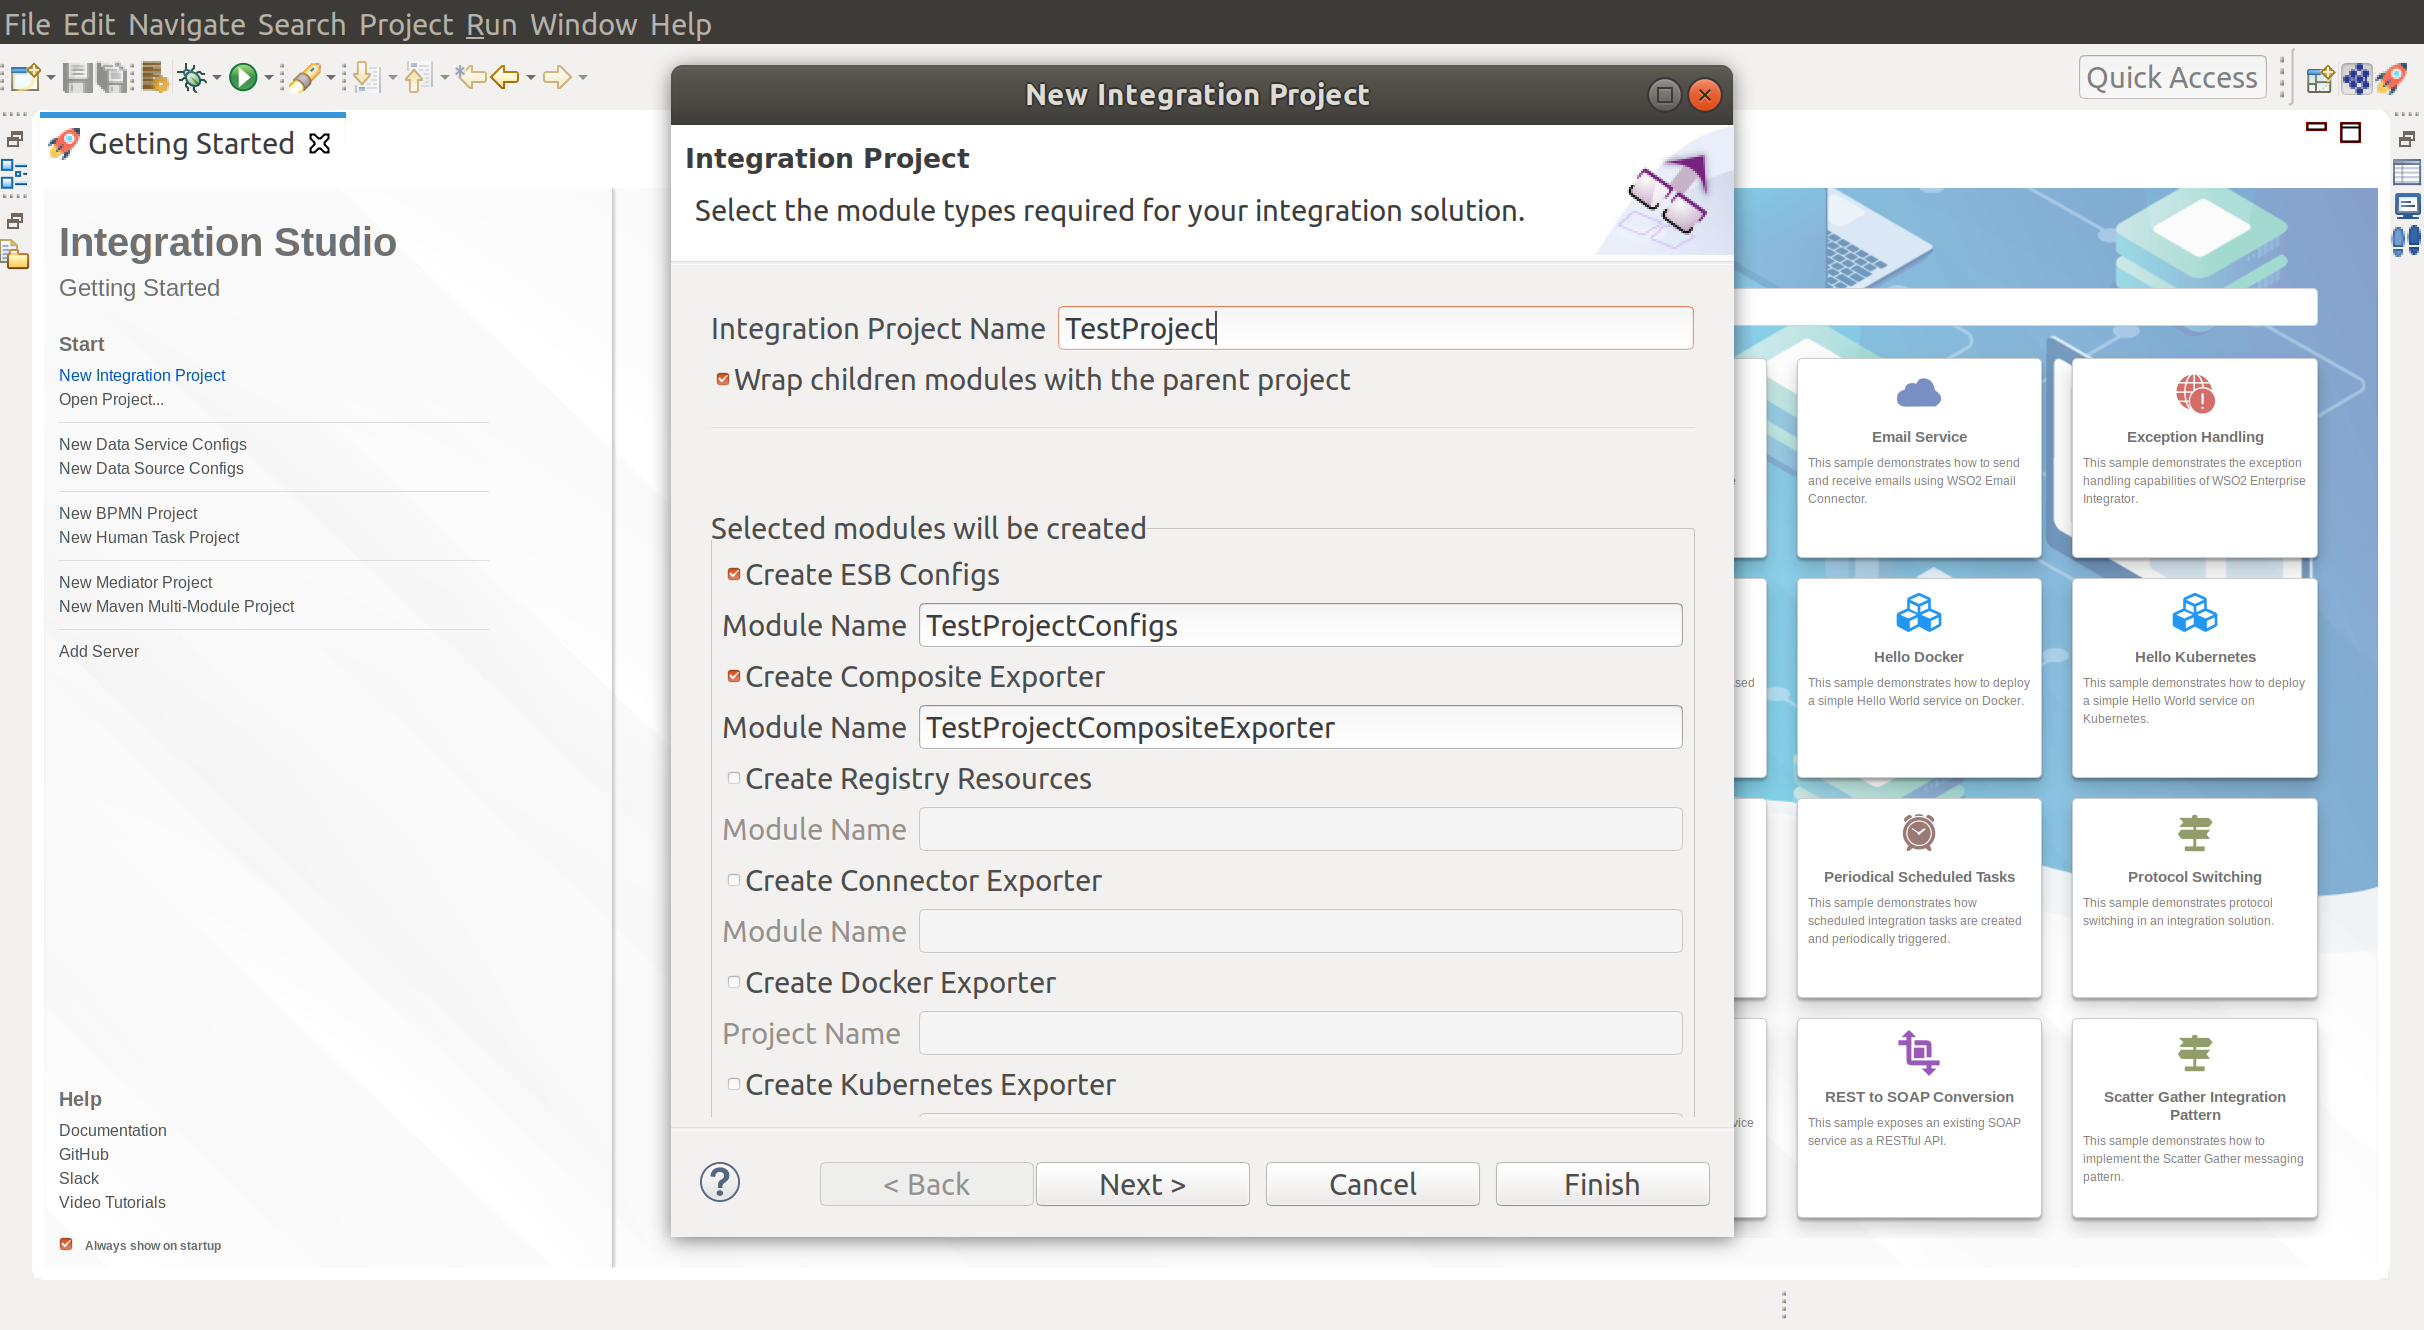 File Edit Navigate Search Project Run Window Help
Quick Access
Getting Started
Integration Studio
Getting Started
Start
New Integration Project
Open Project...
New Data Service Configs
New Data Source Configs
New BPMN Project
New Human Task Project
New Mediator Project
New Maven Multi-Module Project
Add Server
Help
Documentation
GitHub
Slack
Video Tutorials
Always show on startup
New Integration Project
Integration Project
Select the module types required for your integration solution.
Integration Project Name TestProject
Wrap children modules with the parent project
Selected modules will be created
Create ESB Configs
Module Name TestProjectConfigs
Create Composite Exporter
Module Name TestProjectCompositeExporter
Create Registry Resources
Module Name
Create Connector Exporter
Module Name
Create Docker Exporter
Project Name
Create Kubernetes Exporter
< Back Next > Cancel Finish
Email Service
This sample demonstrates how to send
and receive emails using WSO2 Email
Connector.
Exception Handling
This sample demonstrates the exception
handling capabilities of WSO2 Enterprise
Integrator.
Hello Docker
This sample demonstrates how to deploy
a simple Hello World service on Docker.
Hello Kubernetes
This sample demonstrates how to deploy
a simple Hello World service on
Kubernetes.
Periodical Scheduled Tasks
This sample demonstrates how
scheduled integration tasks are created
and periodically triggered.
Protocol Switching
This sample demonstrates protocol
switching in an integration solution.
REST to SOAP Conversion
This sample exposes an existing SOAP
service as a RESTful API.
Scatter Gather Integration
Pattern
This sample demonstrates how to
implement the Scatter Gather messaging
pattern.